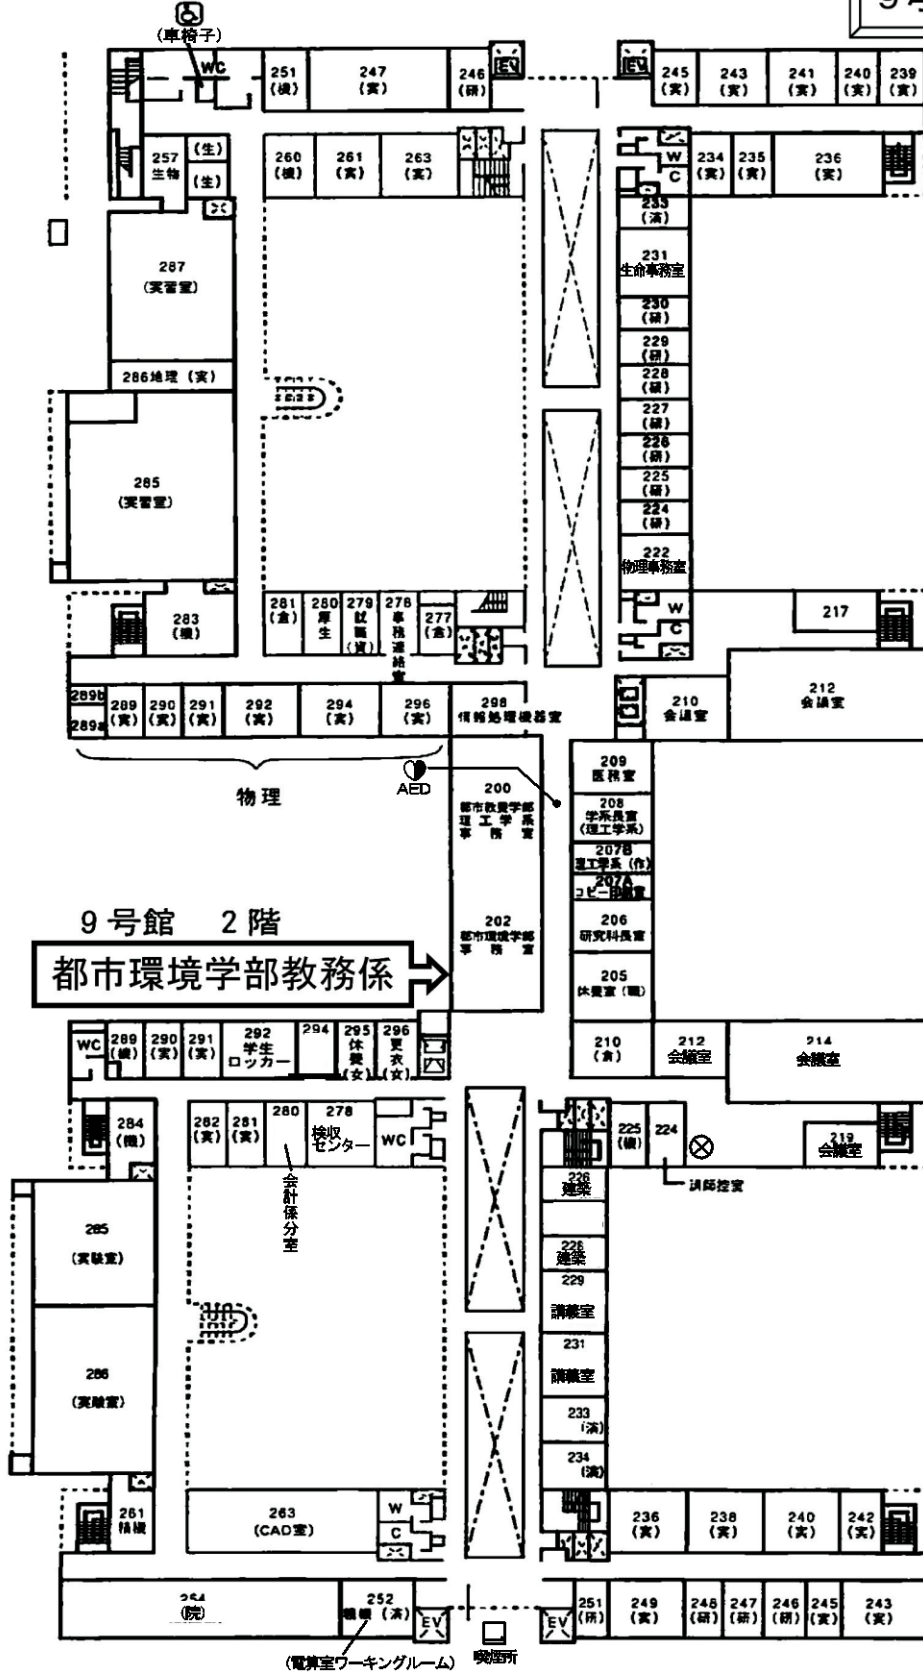 9号
(車椅子)
WC
251
(機)
247
(実)
246
(研)
EV
EV
245
(実)
243
(実)
241
(実)
240
(実)
239
(実)
257
生物
(生)
(生)
260
(機)
261
(実)
263
(実)
W
C
234
(実)
235
(実)
236
(実)
233
(演)
287
(実習室)
231
生命事務室
230
(研)
229
(研)
286地理(実)
228
(研)
227
(研)
226
(研)
285
(実習室)
225
(研)
224
(研)
222
物理事務室
283
(機)
281
(倉)
280
厚生
279
就職
(資)
278
事務連絡室
277
(倉)
W
C
217
289b
289a
289
(実)
290
(実)
291
(実)
292
(実)
294
(実)
296
(実)
298
情報処理機器室
210
会議室
212
会議室
物理
AED
200
都市教養学部
理工学系
事務室
209
医務室
208
学系長室
(理工学系)
207B
理工学系(作)
207A
コピー印刷室
9号館 2階
都市環境学部教務係
202
都市環境学部
事務室
206
研究科長室
205
休養室(職)
WC
289
(機)
290
(実)
291
(実)
292
学生
ロッカー
294
295
休養
(女)
296
更衣
(女)
210
(倉)
212
会議室
214
会議室
284
(機)
282
(実)
281
(実)
280
会計係分室
278
検収
センター
WC
225
(機)
224
講師控室
219
会議室
226
建築
228
建築
285
(実験室)
229
講義室
231
講義室
286
(実験室)
233
(演)
234
(演)
261
精機
263
(CAD室)
W
C
236
(実)
238
(実)
240
(実)
242
(実)
254
(院)
252
(演)
EV
EV
251
(研)
249
(実)
248
(研)
247
(研)
246
(研)
245
(実)
243
(実)
(電算室ワーキングルーム)
喫煙所